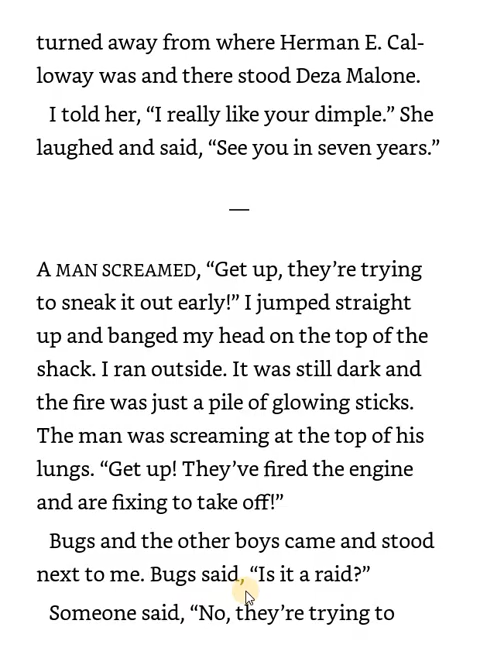 turned away from where Herman E. Cal-
loway was and there stood Deza Malone.
I told her, “I really like your dimple.” She
laughed and said, “See you in seven years.”
—
A MAN SCREAMED, “Get up, they’re trying
to sneak it out early!” I jumped straight
up and banged my head on the top of the
shack. I ran outside. It was still dark and
the fire was just a pile of glowing sticks.
The man was screaming at the top of his
lungs. “Get up! They’ve fired the engine
and are fixing to take off!”
Bugs and the other boys came and stood
next to me. Bugs said, “Is it a raid?”
Someone said, “No, they’re trying to